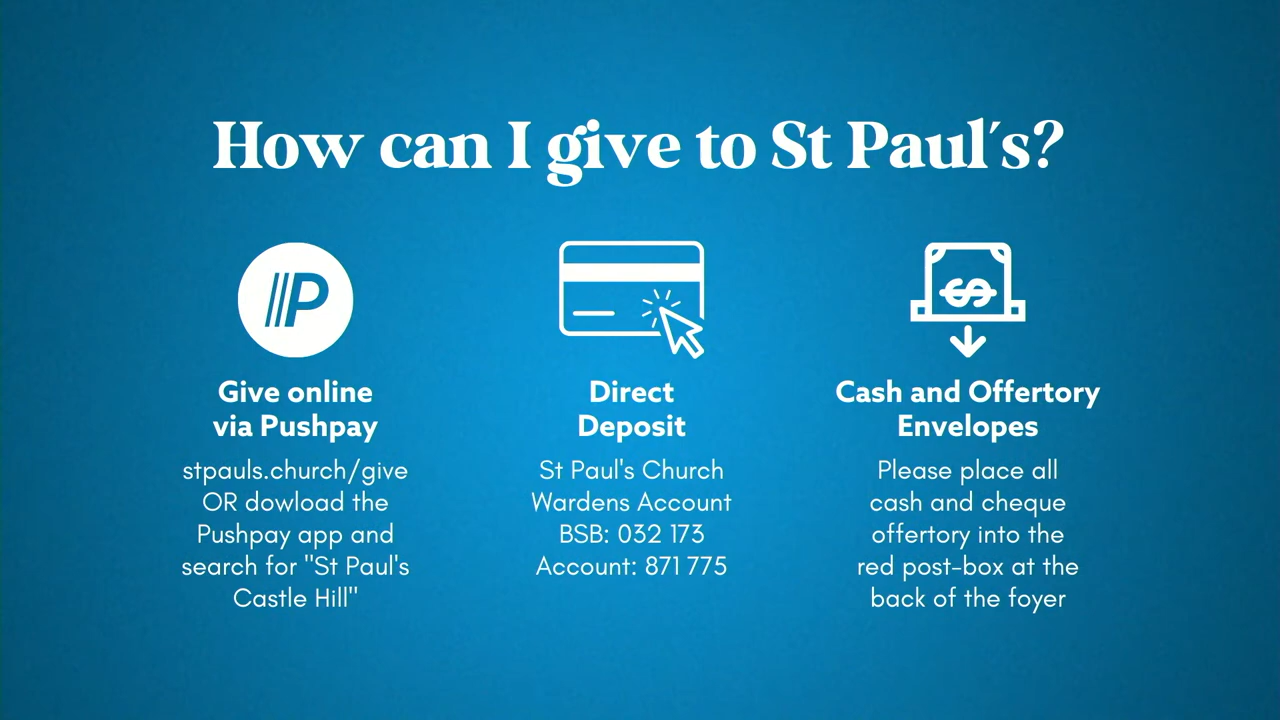 How can I give to St Paul's?
Give online
via Pushpay
stpauls.church/give
OR dowload the
Pushpay app and
search for "St Paul's
Castle Hill"
Direct
Deposit
St Paul's Church
Wardens Account
BSB: 032 173
Account: 871 775
Cash and Offertory
Envelopes
Please place all
cash and cheque
offertory into the
red post-box at the
back of the foyer